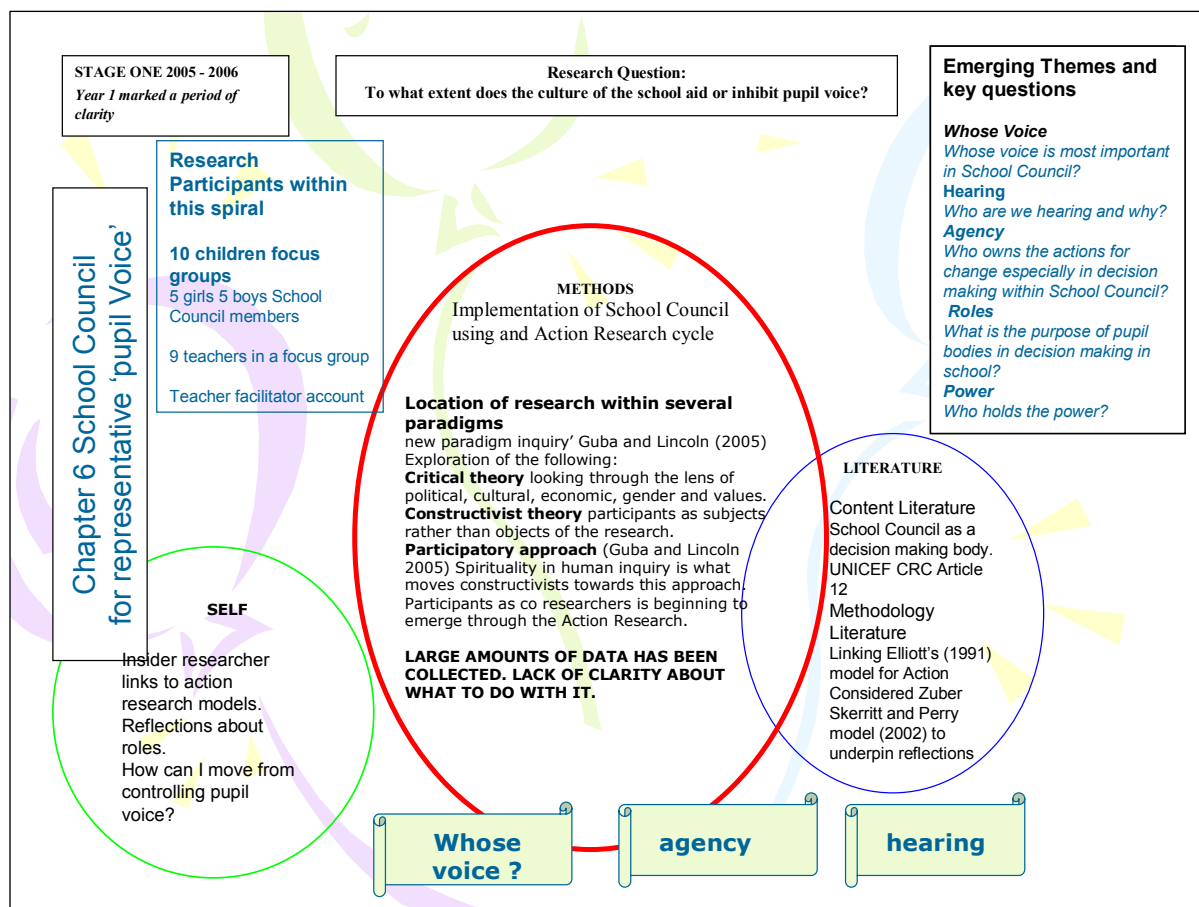 STAGE ONE 2005 - 2006
Year 1 marked a period of
clarity
Research Question:
To what extent does the culture of the school aid or inhibit pupil voice?
Emerging Themes and
key questions
Whose Voice
Whose voice is most important
in School Council?
Hearing
Who are we hearing and why?
Agency
Who owns the actions for
change especially in decision
making within School Council?
Roles
What is the purpose of pupil
bodies in decision making in
school?
Power
Who holds the power?
Chapter 6 School Council
for representative ‘pupil Voice’
Research
Participants within
this spiral
10 children focus
groups
5 girls 5 boys School
Council members
9 teachers in a focus group
Teacher facilitator account
METHODS
Implementation of School Council
using and Action Research cycle
Location of research within several
paradigms
new paradigm inquiry’ Guba and Lincoln (2005)
Exploration of the following:
Critical theory looking through the lens of
political, cultural, economic, gender and values.
Constructivist theory participants as subjects
rather than objects of the research.
Participatory approach (Guba and Lincoln
2005) Spirituality in human inquiry is what
moves constructivists towards this approach.
Participants as co researchers is beginning to
emerge through the Action Research.
LARGE AMOUNTS OF DATA HAS BEEN
COLLECTED. LACK OF CLARITY ABOUT
WHAT TO DO WITH IT.
LITERATURE
Content Literature
School Council as a
decision making body.
UNICEF CRC Article
12
Methodology
Literature
Linking Elliott’s (1991)
model for Action
Considered Zuber
Skerritt and Perry
model (2002) to
underpin reflections
SELF
Insider researcher
links to action
research models.
Reflections about
roles.
How can I move from
controlling pupil
voice?
Whose
voice ?
agency
hearing